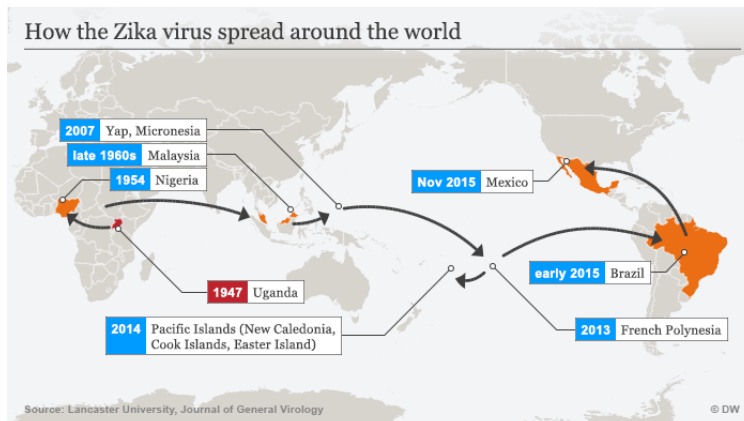 How the Zika virus spread around the world
2007 Yap, Micronesia
late 1960s Malaysia
1954 Nigeria
Nov 2015 Mexico
early 2015 Brazil
1947 Uganda
2014 Pacific Islands (New Caledonia,
Cook Islands, Easter Island)
2013 French Polynesia
Source: Lancaster University, Journal of General Virology
© DW